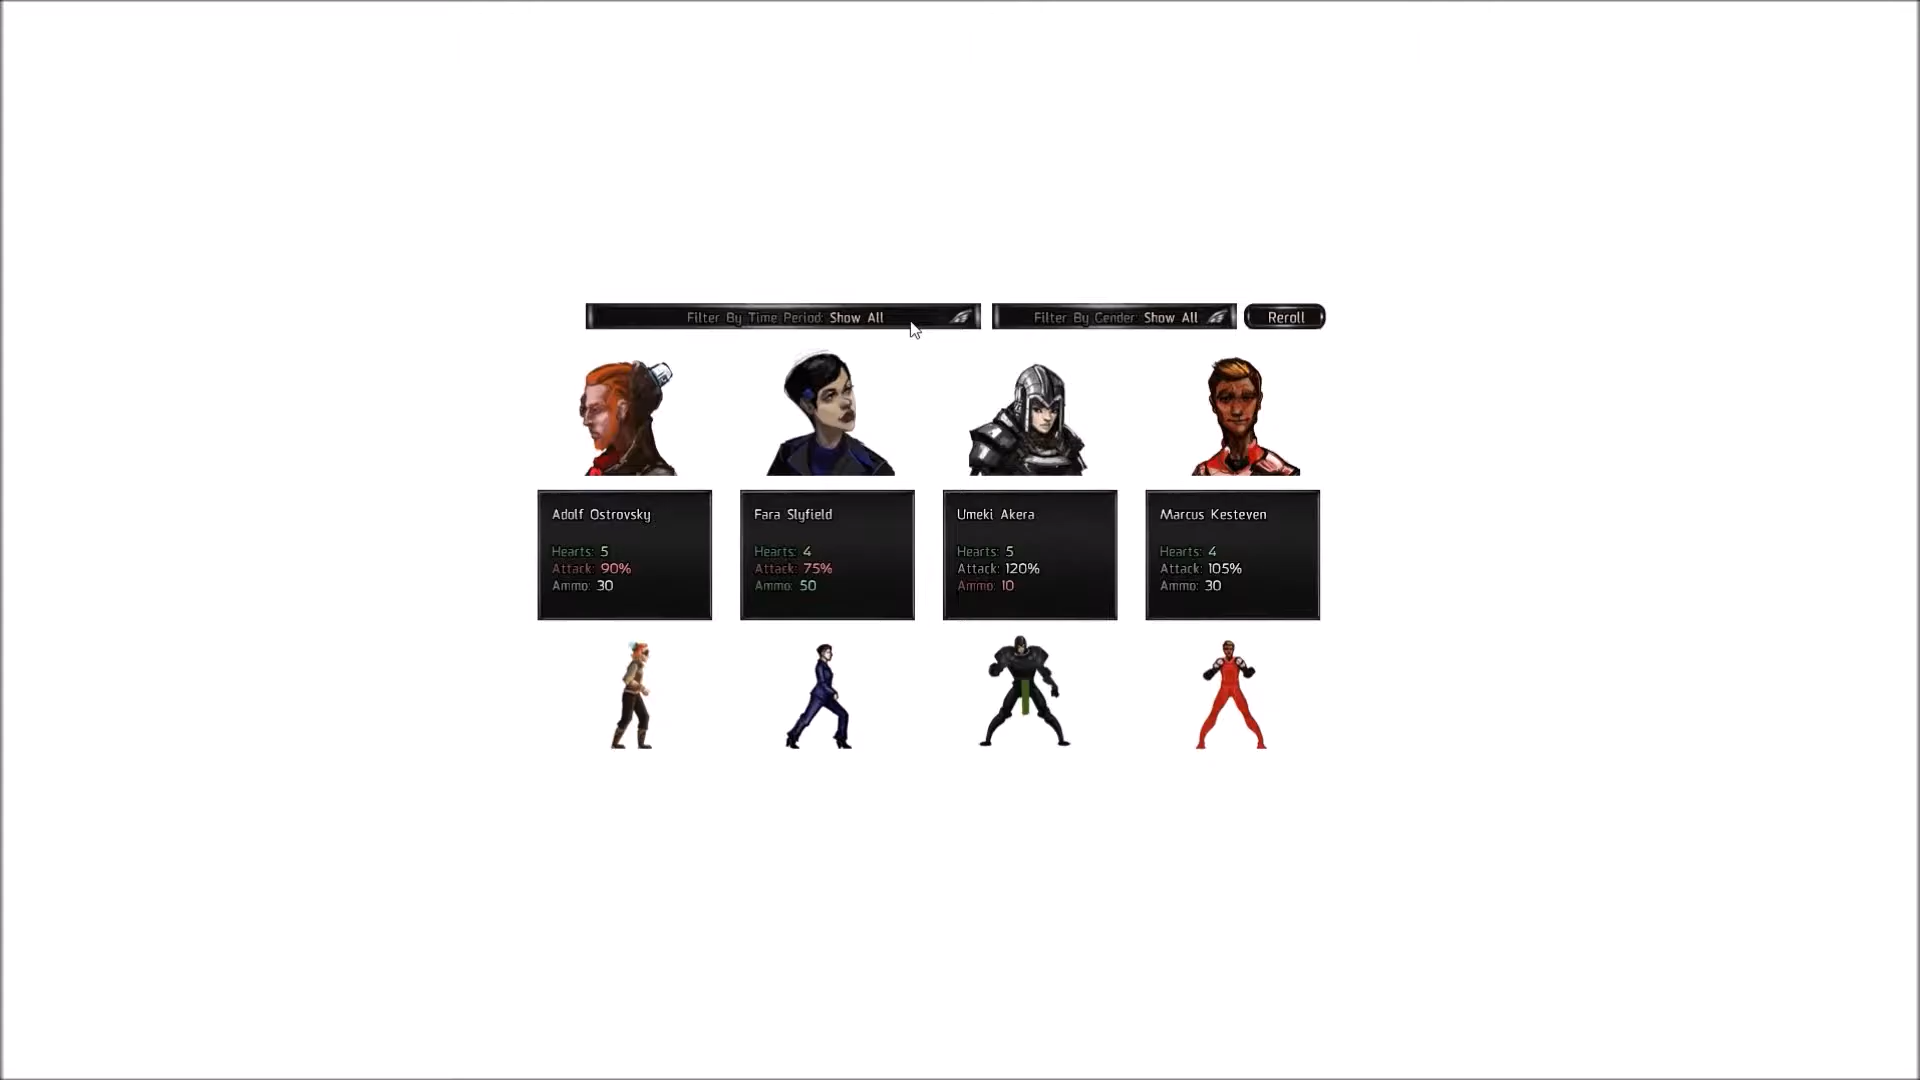 Filter By Time Period: Show All
Filter By Gender: Show All
Reroll
Adolf Ostrovsky
Hearts: 5
Attack: 90%
Ammo: 30
Fara Slyfield
Hearts: 4
Attack: 75%
Ammo: 50
Umeki Akera
Hearts: 5
Attack: 120%
Ammo: 10
Marcus Kesteven
Hearts: 4
Attack: 105%
Ammo: 30